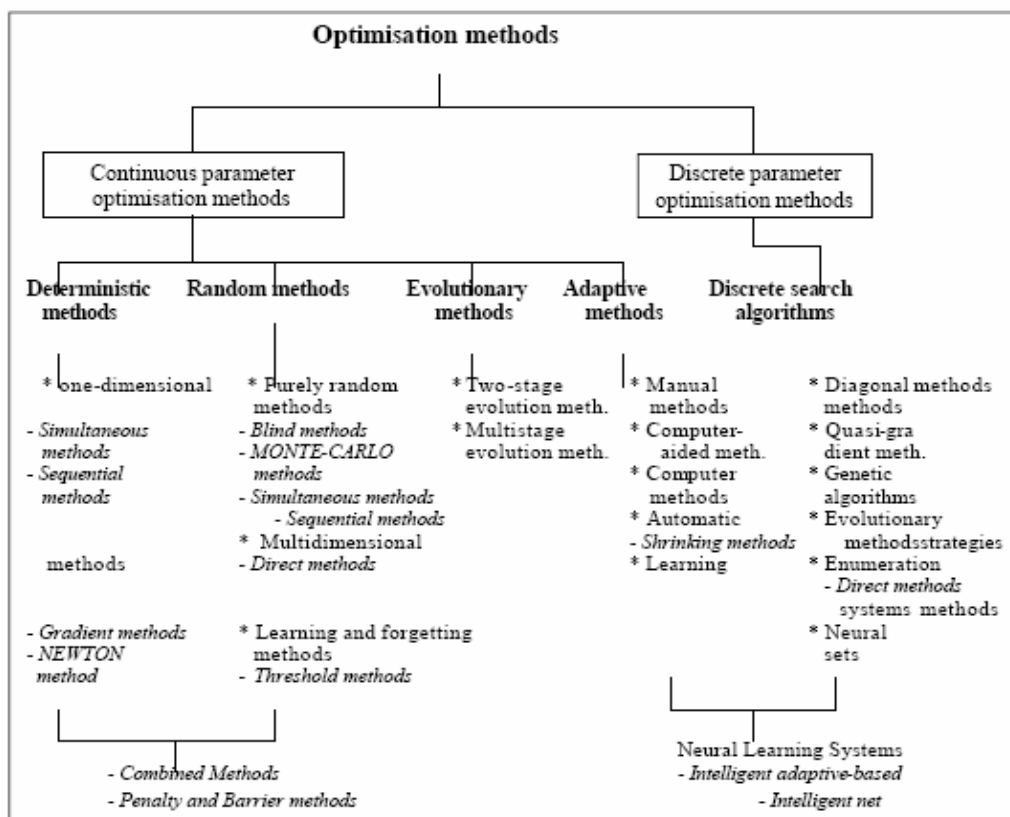 Optimisation methods
Continuous parameter
optimisation methods
Discrete parameter
optimisation methods
Deterministic
methods
Random methods
Evolutionary
methods
Adaptive
methods
Discrete search
algorithms
* one-dimensional
- Simultaneous
methods
- Sequential
methods
methods
- Gradient methods
- NEWTON
method
* Purely random
methods
- Blind methods
- MONTE-CARLO
methods
- Simultaneous methods
- Sequential methods
* Multidimensional
- Direct methods
* Learning and forgetting
methods
- Threshold methods
* Two-stage
evolution meth.
* Multistage
evolution meth.
* Manual
methods
* Computer-
aided meth.
* Computer
methods
* Automatic
- Shrinking methods
* Learning
* Diagonal methods
methods
* Quasi-gra
dient meth.
* Genetic
algorithms
* Evolutionary
methodsstrategies
* Enumeration
- Direct methods
systems methods
* Neural
sets
- Combined Methods
- Penalty and Barrier methods
Neural Learning Systems
- Intelligent adaptive-based
- Intelligent net